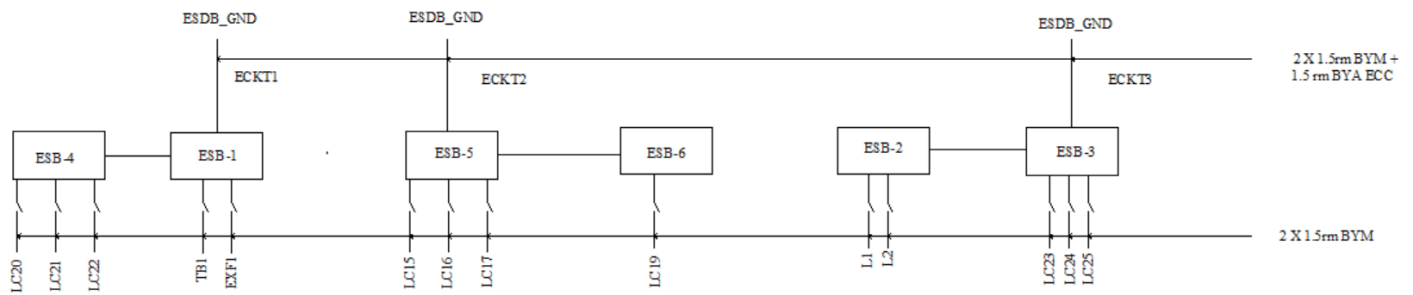 ESDB_GND
ESDB_GND
ESDB_GND
2 X 1.5rm BYM +
1.5 rm BYA ECC
ECKT1
ECKT2
ECKT3
ESB-4
ESB-1
ESB-5
ESB-6
ESB-2
ESB-3
2 X 1.5rm BYM
LC20
LC21
LC22
TB1
EXF1
LC15
LC16
LC17
LC19
L1
L2
LC23
LC24
LC25